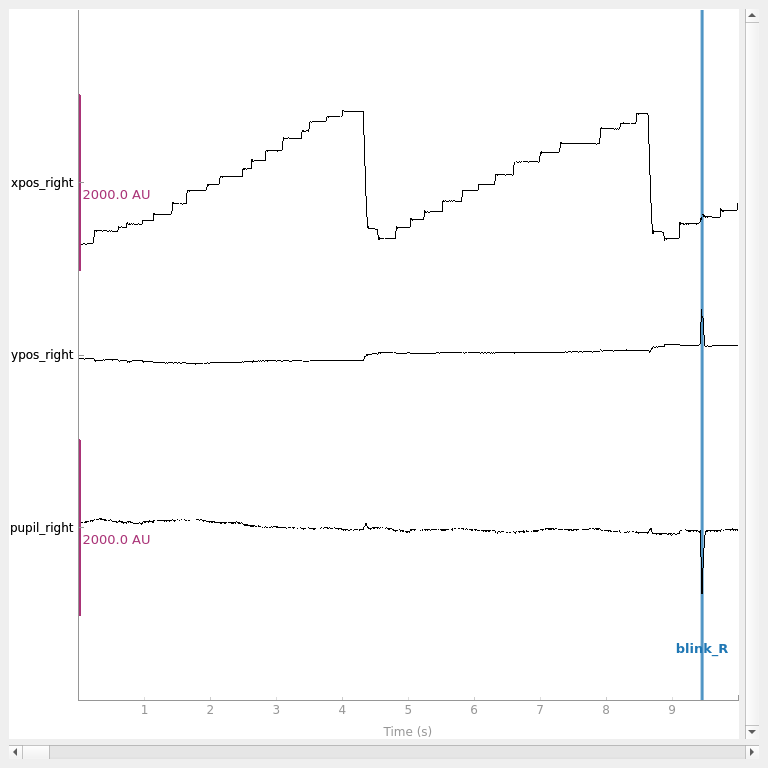 xpos_right
2000.0 AU
ypos_right
pupil_right
2000.0 AU
blink_R
1 2 3 4 5 6 7 8 9
Time (s)